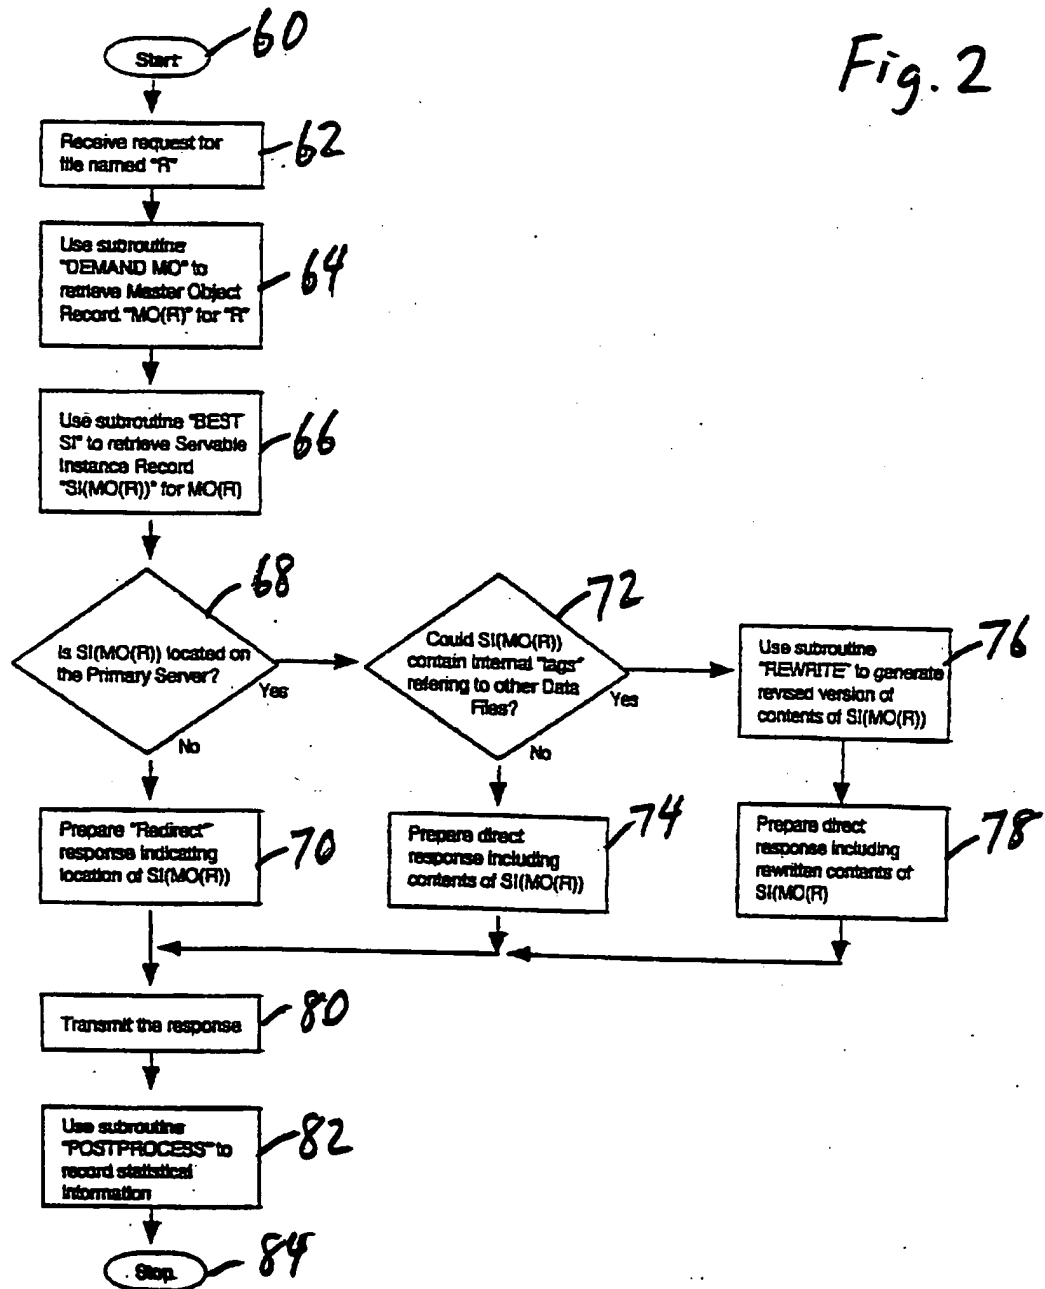 Fig. 2
Start
60
Receive request for
file named "R"
62
Use subroutine
"DEMAND MO" to
retrieve Master Object
Record "MO(R)" for "R"
64
Use subroutine "BEST
SI" to retrieve Servable
Instance Record
"SI(MO(R))" for MO(R)
66
Is SI(MO(R)) located on
the Primary Server?
68
Yes
No
Could SI(MO(R))
contain internal "tags"
refering to other Data
Files?
72
Yes
No
Use subroutine
"REWRITE" to generate
revised version of
contents of SI(MO(R))
76
Prepare "Redirect"
response indicating
location of SI(MO(R))
70
Prepare direct
response including
contents of SI(MO(R))
74
Prepare direct
response including
rewritten contents of
SI(MO(R)
78
Transmit the response
80
Use subroutine
"POSTPROCESS" to
record statistical
information
82
Stop
84